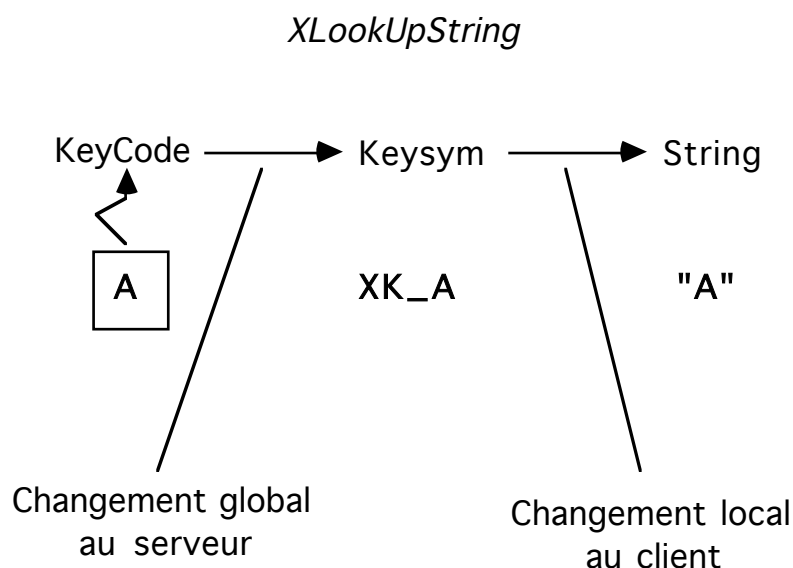 XLookUpString
KeyCode Keysym String
A XK_A "A"
Changement global
au serveur
Changement local
au client